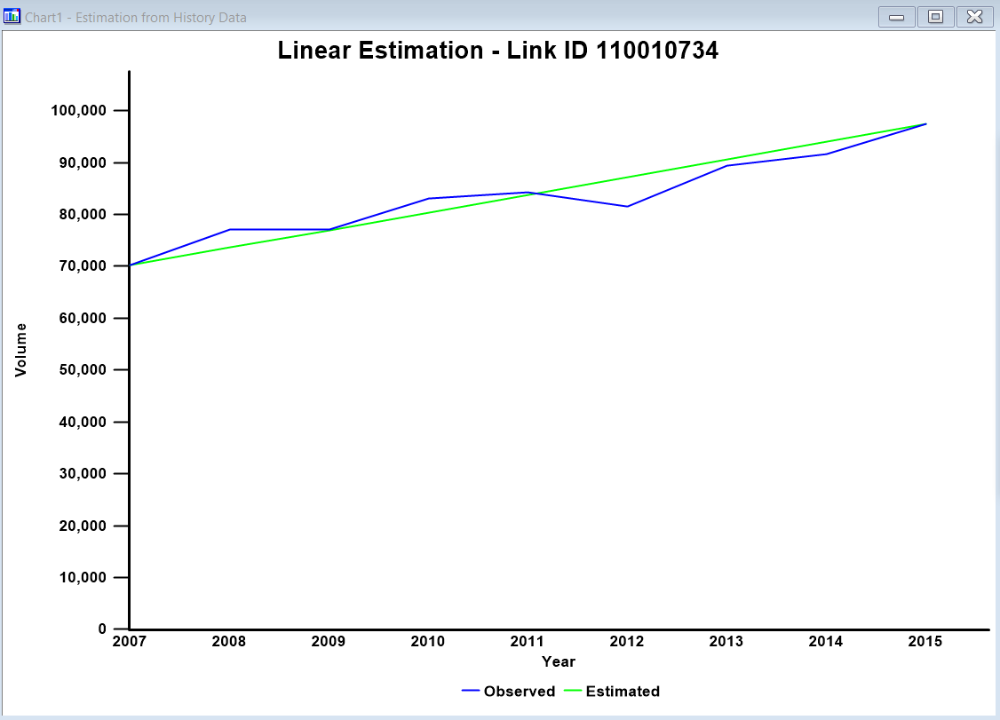 Chart1 - Estimation from History Data
Linear Estimation - Link ID 110010734
100,000
90,000
80,000
70,000
60,000
50,000
40,000
30,000
20,000
10,000
0
Volume
2007 2008 2009 2010 2011 2012 2013 2014 2015
Year
Observed Estimated